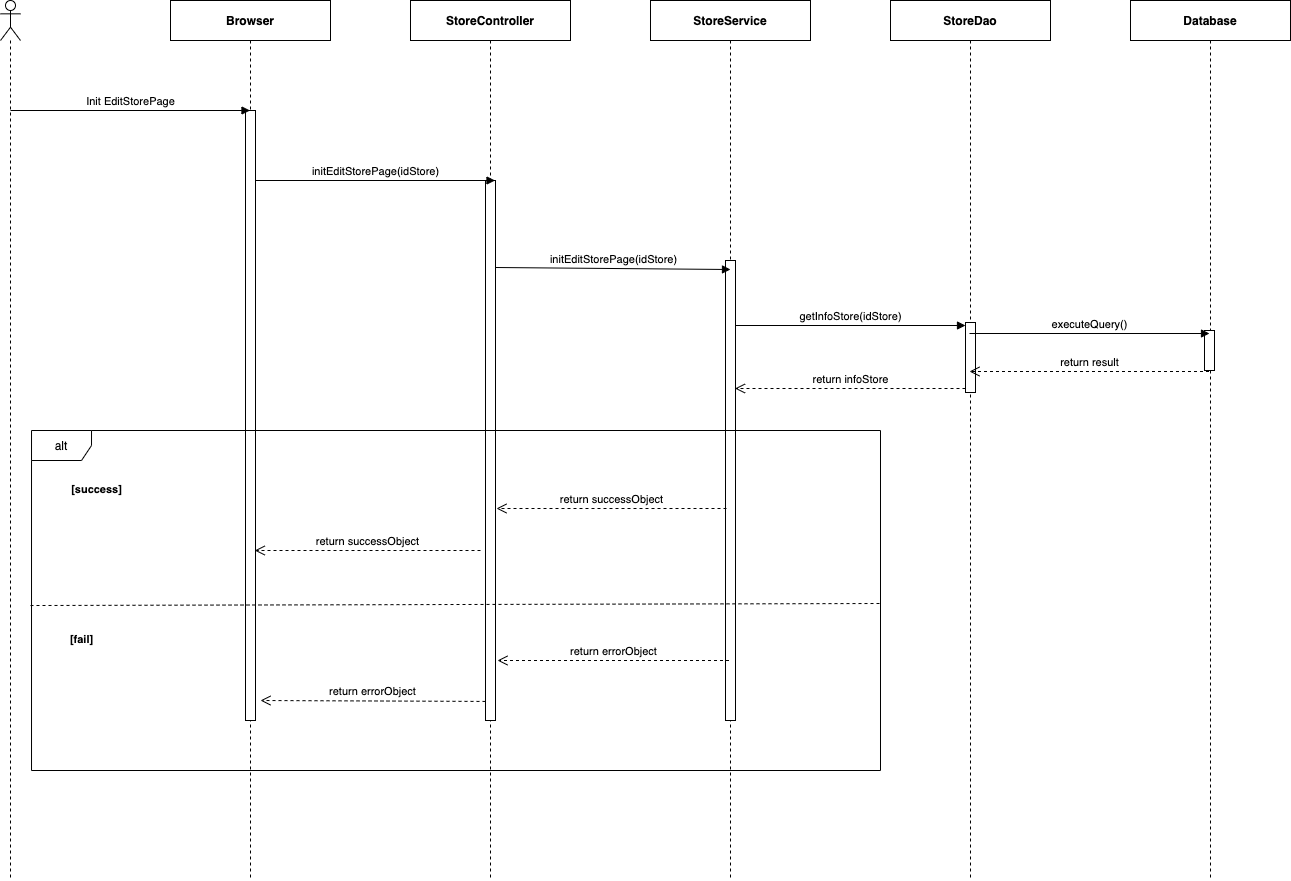 Browser
StoreController
StoreService
StoreDao
Database
Init EditStorePage
initEditStorePage(idStore)
initEditStorePage(idStore)
getInfoStore(idStore)
executeQuery()
return result
return infoStore
alt
[success]
return successObject
return successObject
[fail]
return errorObject
return errorObject